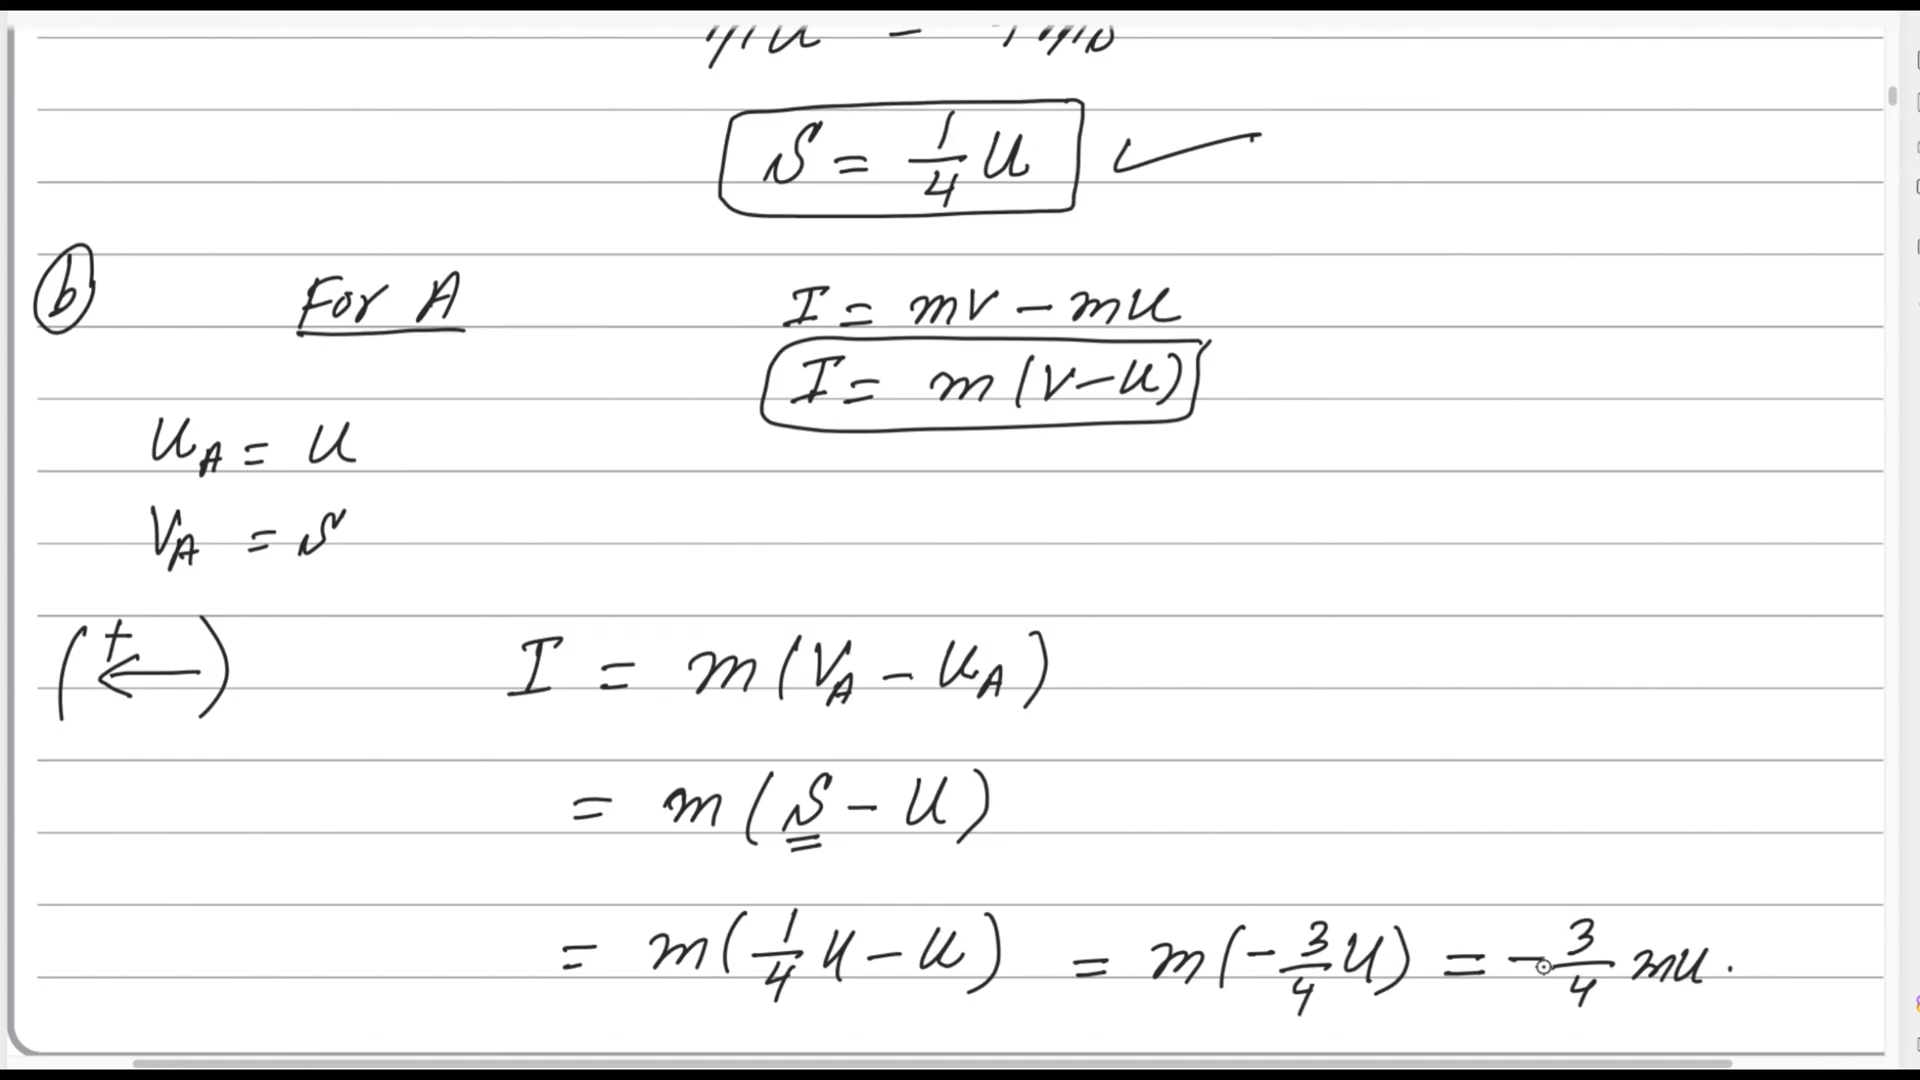 S = 1/4 U
(b) For A I = mV - mU
I = m(V-U)
U_A = U
V_A = S
(+←) I = m(V_A - U_A)
= m(S - U)
= m(1/4 U - U) = m(-3/4 U) = -3/4 mU.